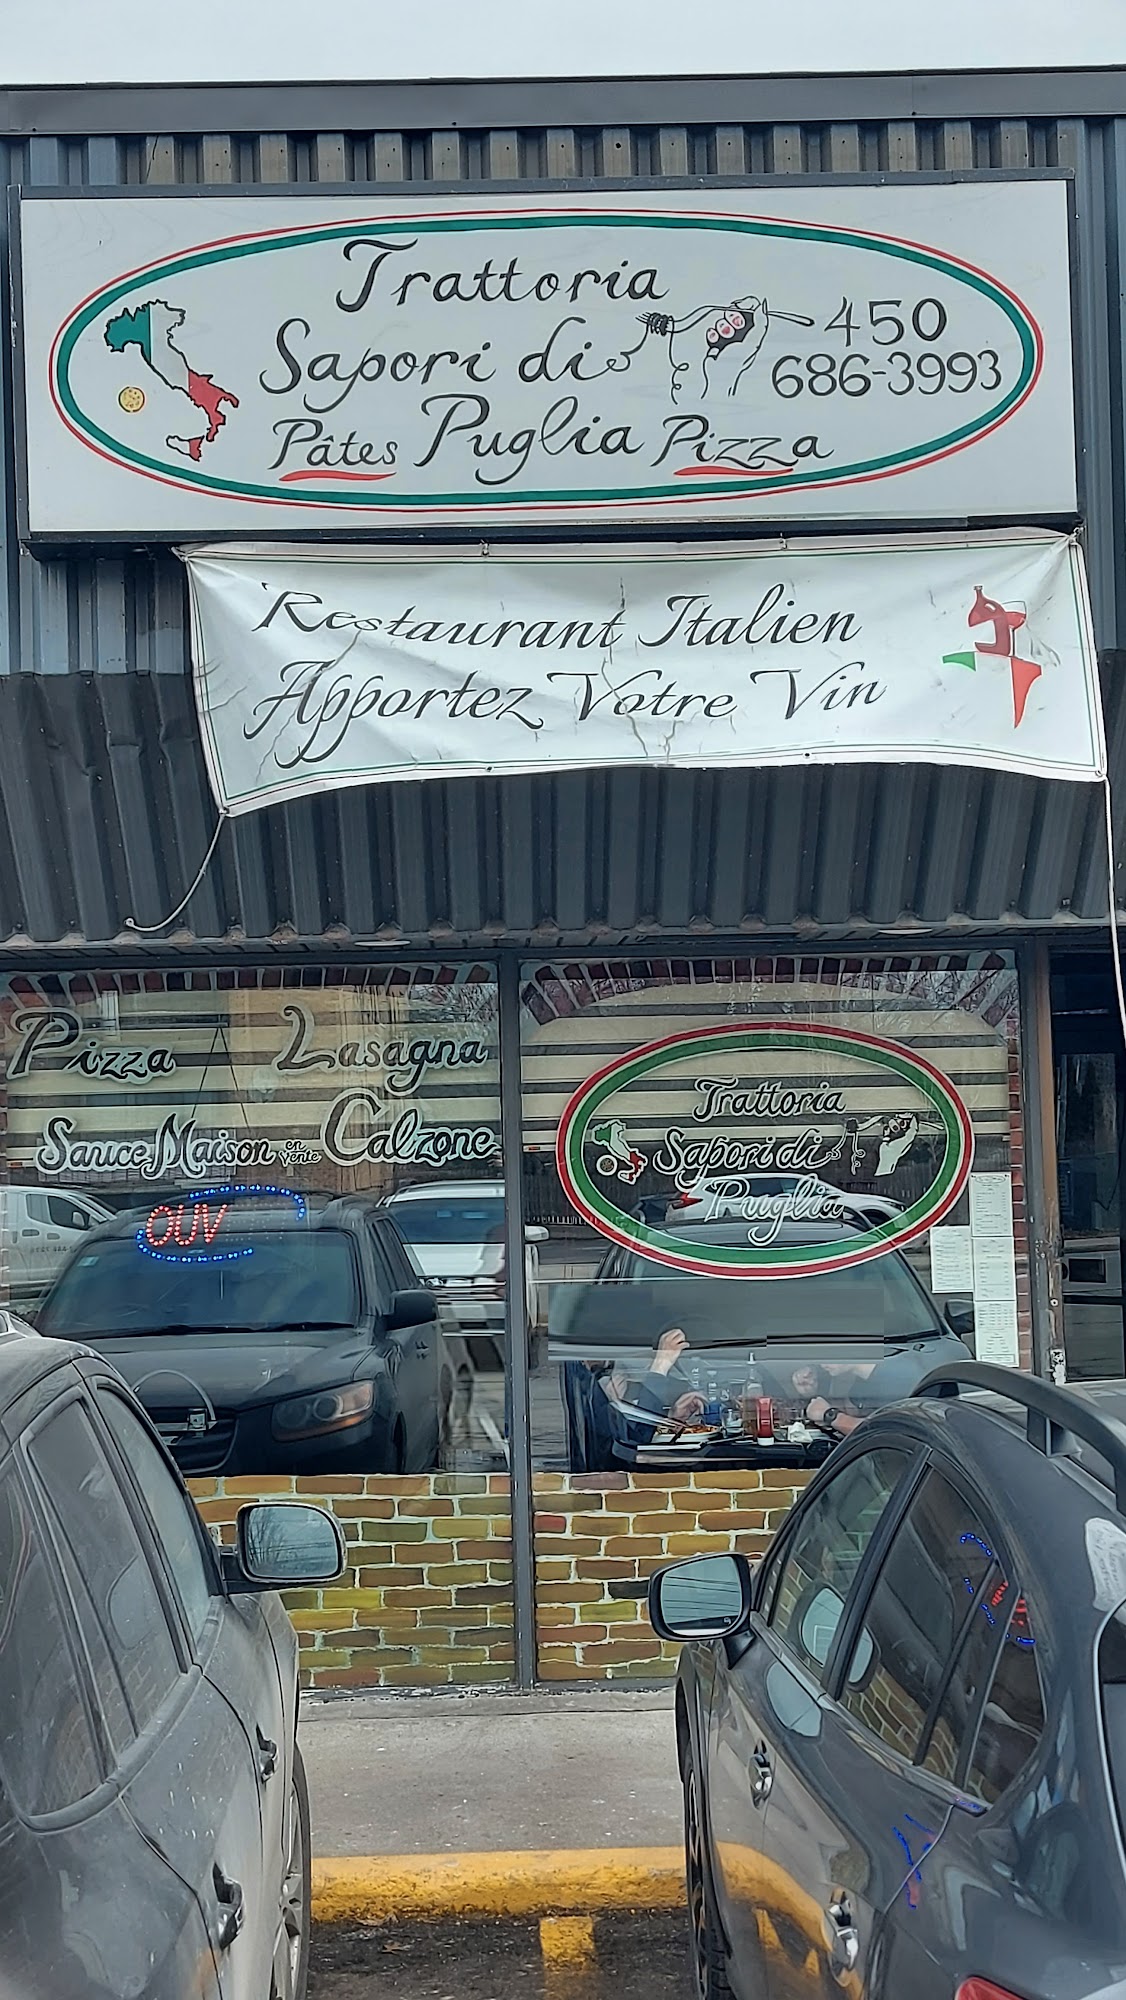 Trattoria
Sapori di
Puglia
Pâtes
Pizza
450
686-3993
Restaurant Italien
Apportez Votre Vin
Pizza
Lasagna
Sauce Maison en vente
Calzone
OUV
Trattoria
Sapori di
Puglia